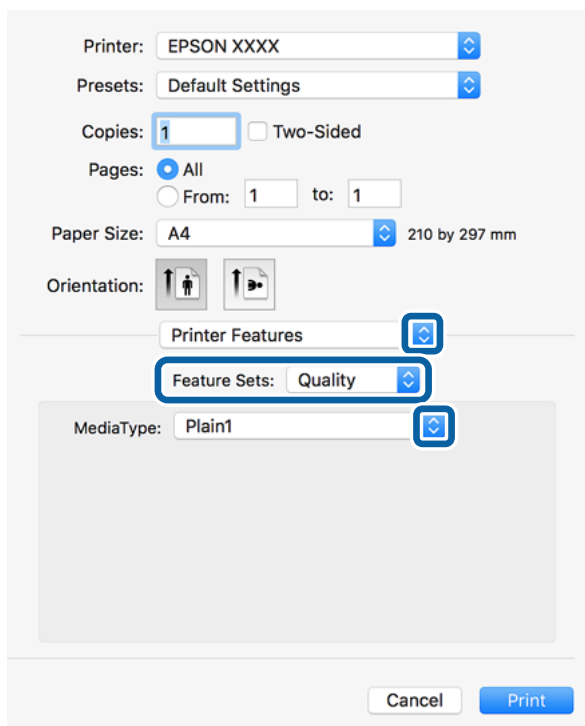 Printer: EPSON XXXX
Presets: Default Settings
Copies: 1 Two-Sided
Pages: All
From: 1 to: 1
Paper Size: A4 210 by 297 mm
Orientation:
Printer Features
Feature Sets: Quality
MediaType: Plain1
Cancel Print